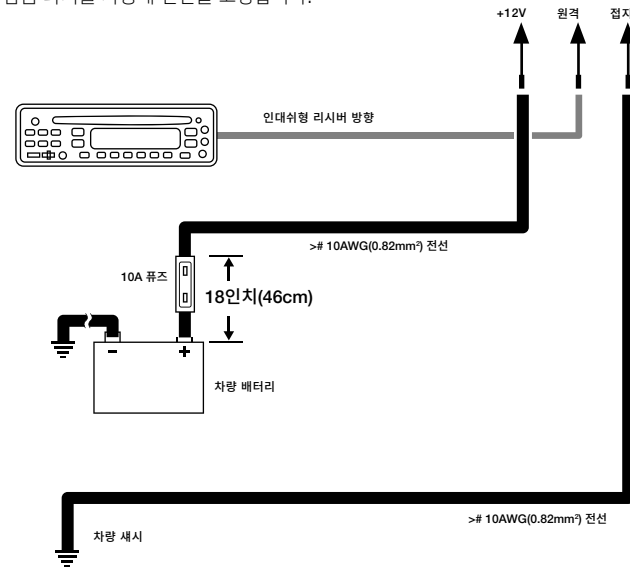 +12V 원격 접지
인대쉬형 리시버 방향
># 10AWG(0.82mm²) 전선
10A 퓨즈
18인치(46cm)
차량 배터리
># 10AWG(0.82mm²) 전선
차량 섀시